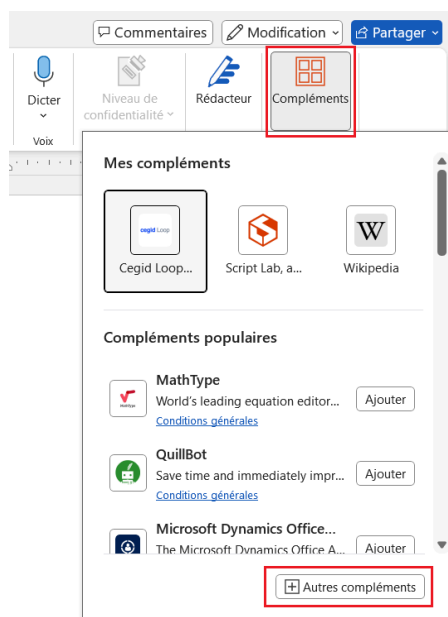 Commentaires
Modification
Partager
Dicter
Niveau de
confidentialité
Rédacteur
Compléments
Voix
Mes compléments
cegid Loop
W
Cegid Loop...
Script Lab, a...
Wikipedia
Compléments populaires
MathType
MathType
World's leading equation editor...
Ajouter
Conditions générales
QuillBot
Save time and immediately impr...
Ajouter
Conditions générales
Microsoft Dynamics Office...
The Microsoft Dynamics Office A...
Ajouter
Autres compléments